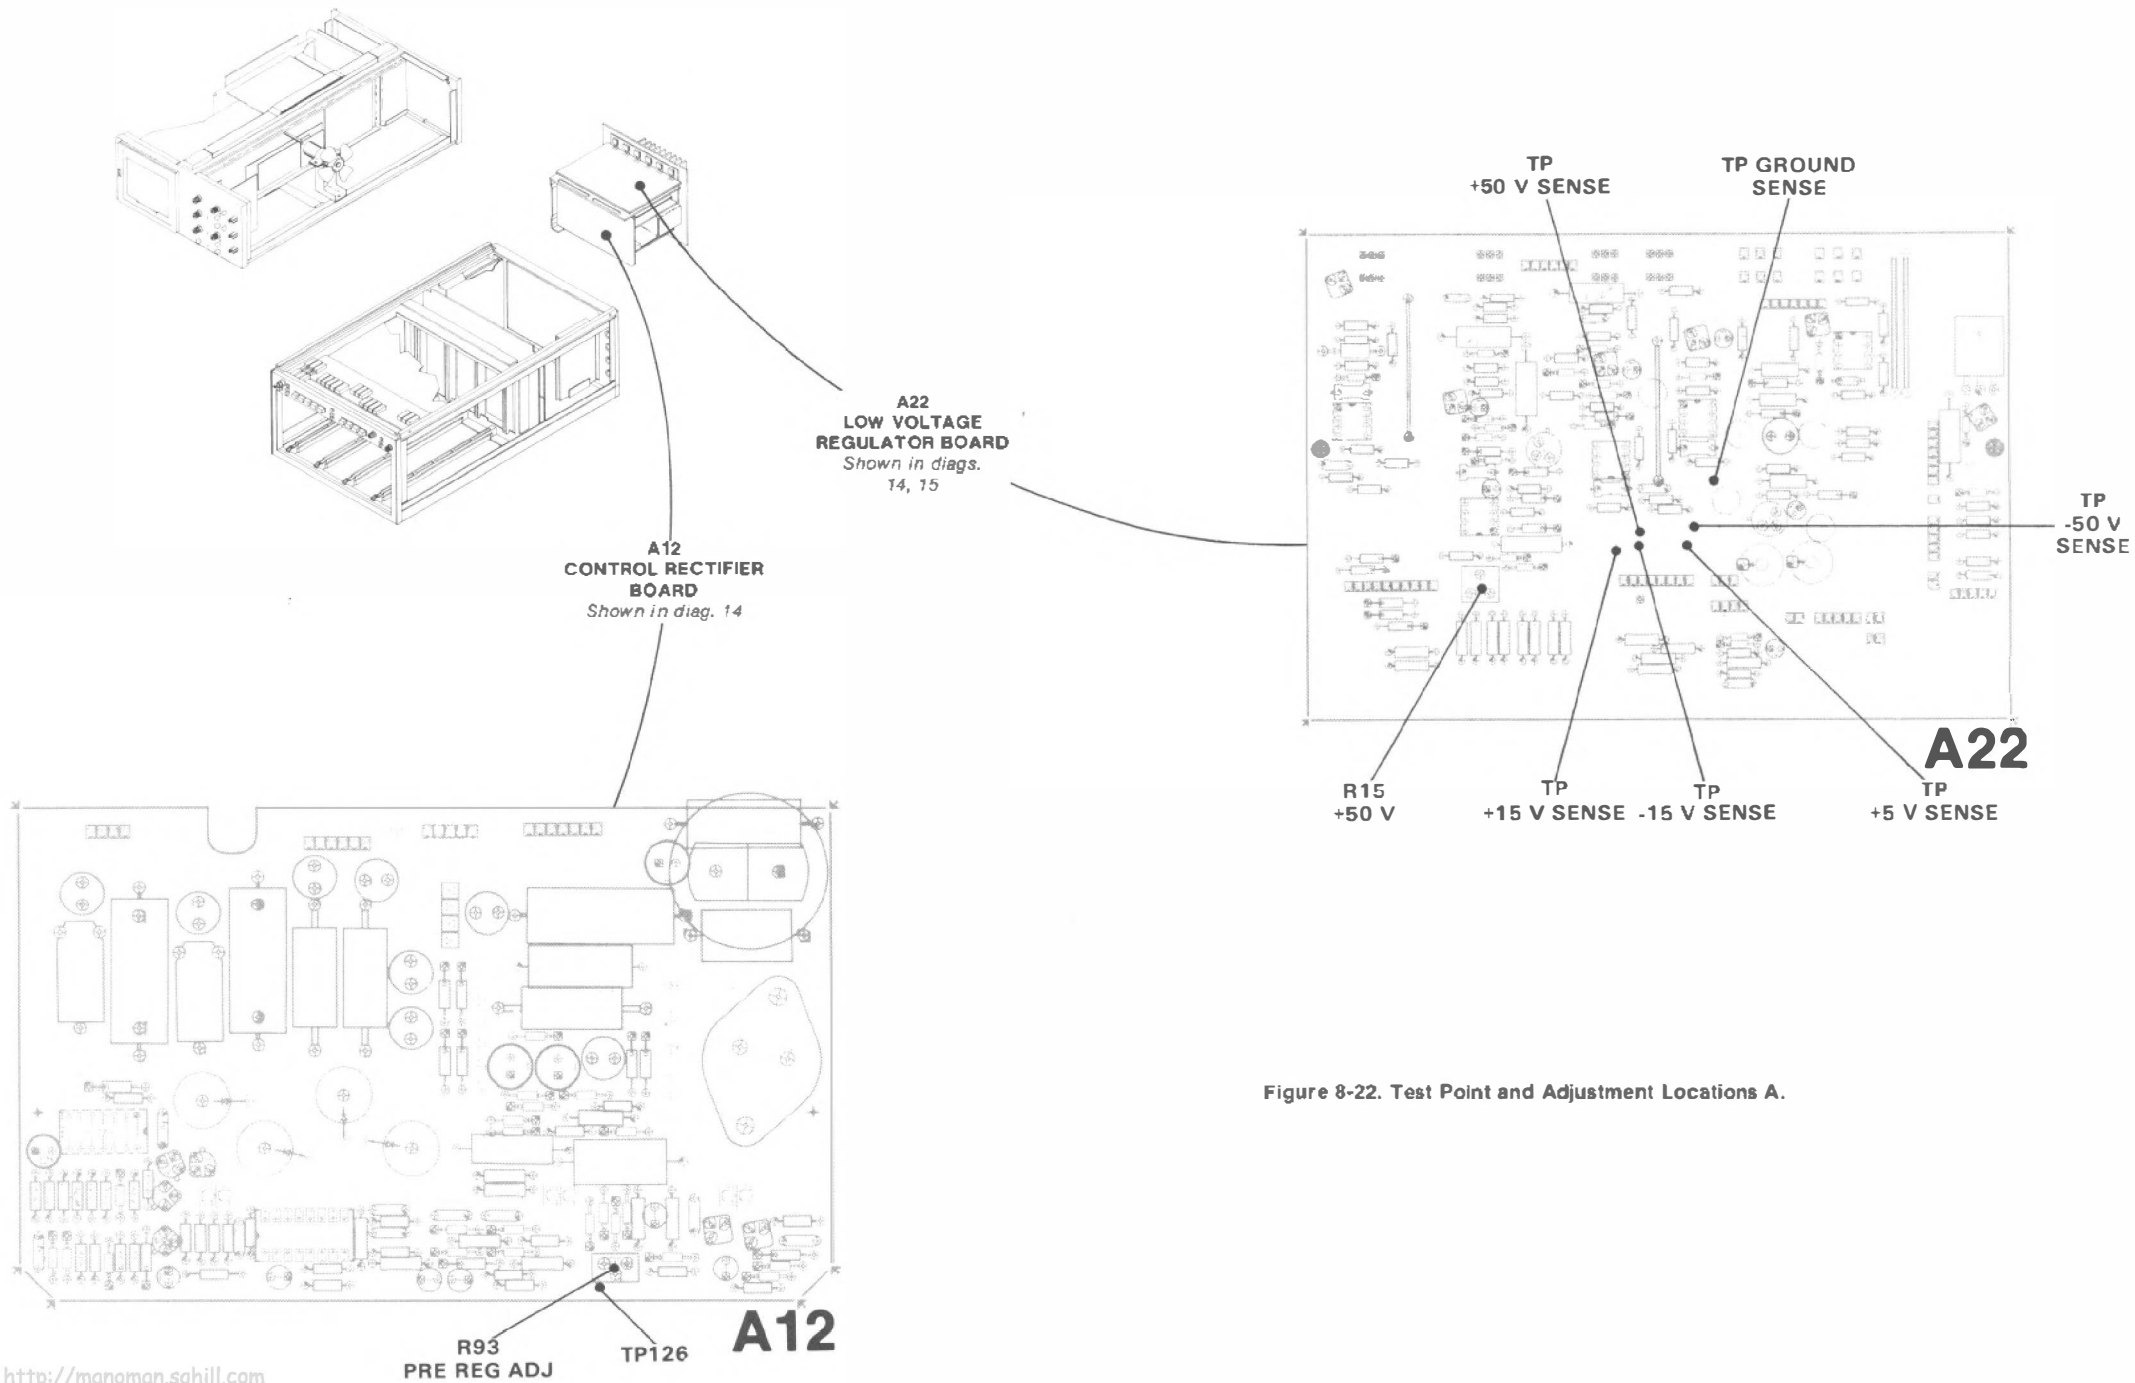 TP
+50 V SENSE
TP GROUND
SENSE
A22
LOW VOLTAGE
REGULATOR BOARD
Shown in diags.
14, 15
TP
-50 V
SENSE
A12
CONTROL RECTIFIER
BOARD
Shown in diag. 14
A22
R15
+50 V
TP
+15 V SENSE
TP
-15 V SENSE
TP
+5 V SENSE
Figure 8-22. Test Point and Adjustment Locations A.
A12
R93
PRE REG ADJ
TP126
http://manoman.sqhill.com